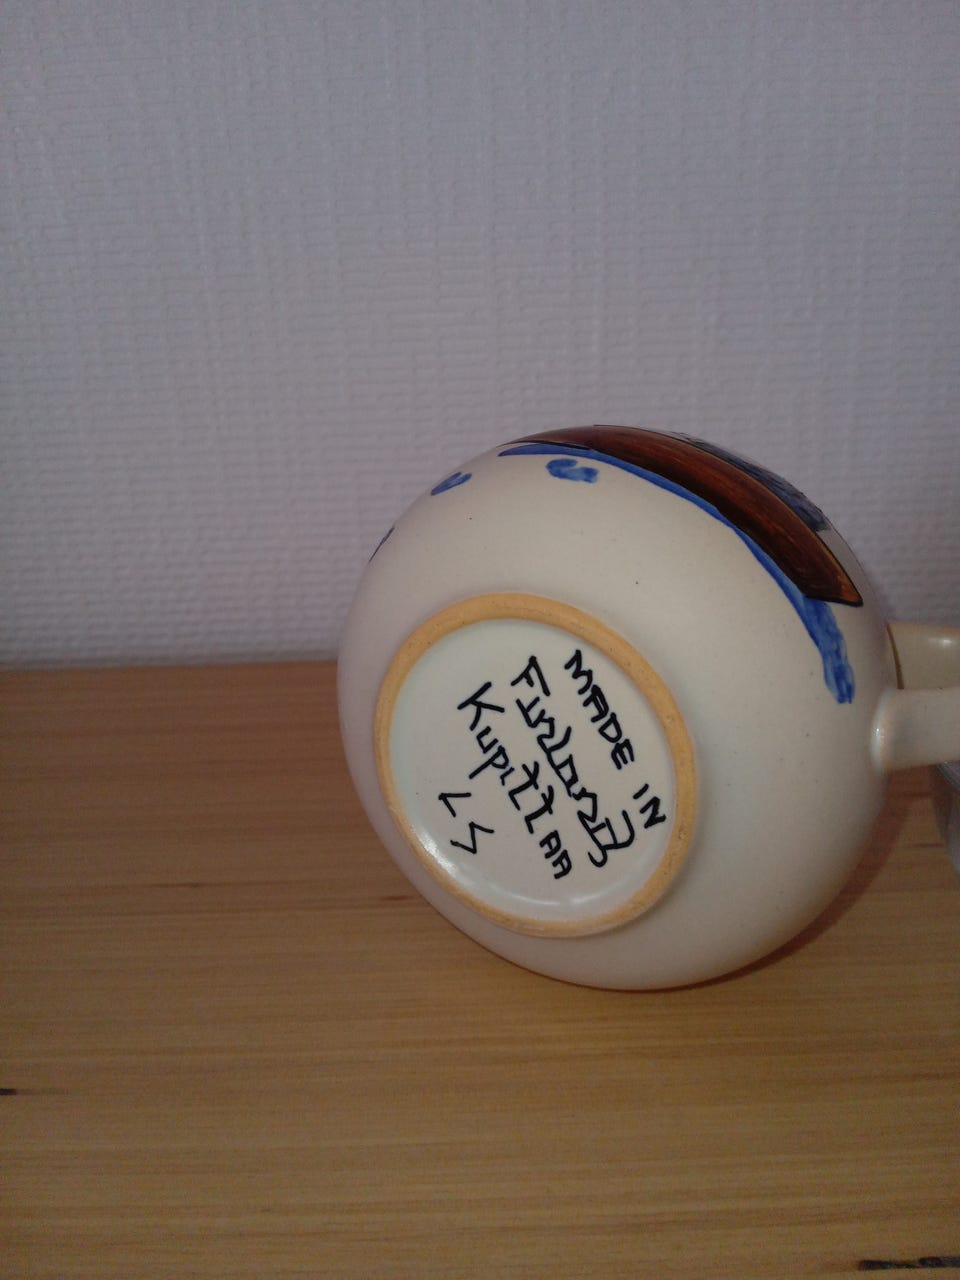 MADE IN
Finland
Kupittaa
LS